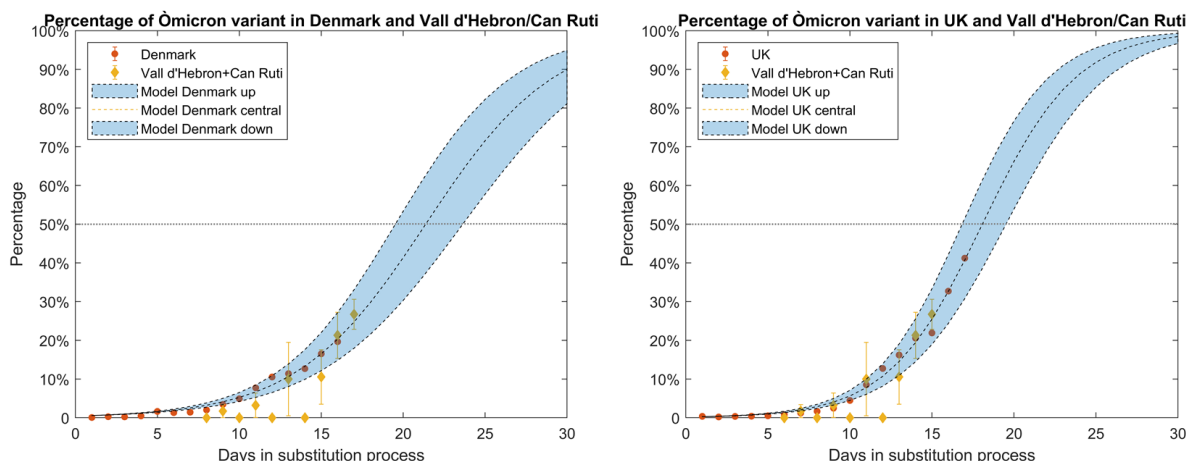 Percentage of Òmicron variant in Denmark and Vall d'Hebron/Can Ruti
100%
90%
80%
70%
60%
50%
40%
30%
20%
10%
0
Percentage
Denmark
Vall d'Hebron+Can Ruti
Model Denmark up
Model Denmark central
Model Denmark down
0 5 10 15 20 25 30
Days in substitution process
Percentage of Òmicron variant in UK and Vall d'Hebron/Can Ruti
100%
90%
80%
70%
60%
50%
40%
30%
20%
10%
0
Percentage
UK
Vall d'Hebron+Can Ruti
Model UK up
Model UK central
Model UK down
0 5 10 15 20 25 30
Days in substitution process